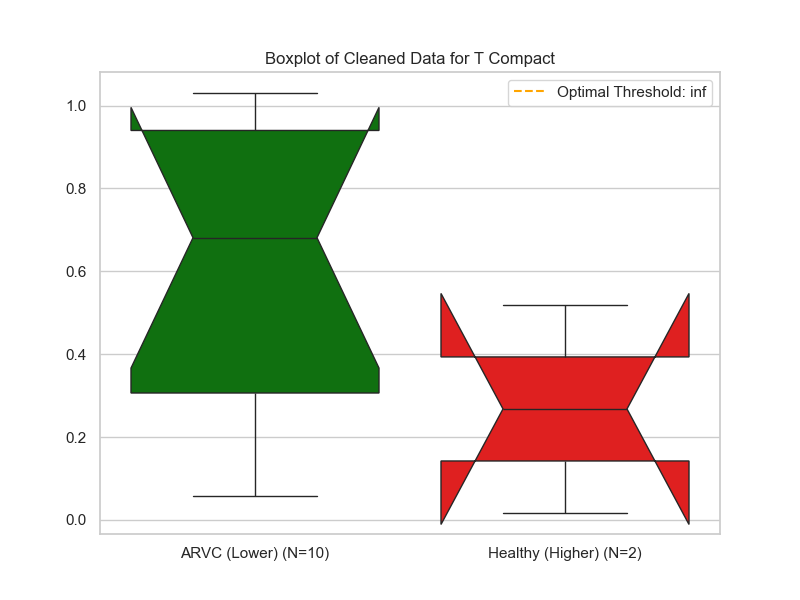 Boxplot of Cleaned Data for T Compact
Optimal Threshold: inf
1.0
0.8
0.6
0.4
0.2
0.0
ARVC (Lower) (N=10)
Healthy (Higher) (N=2)